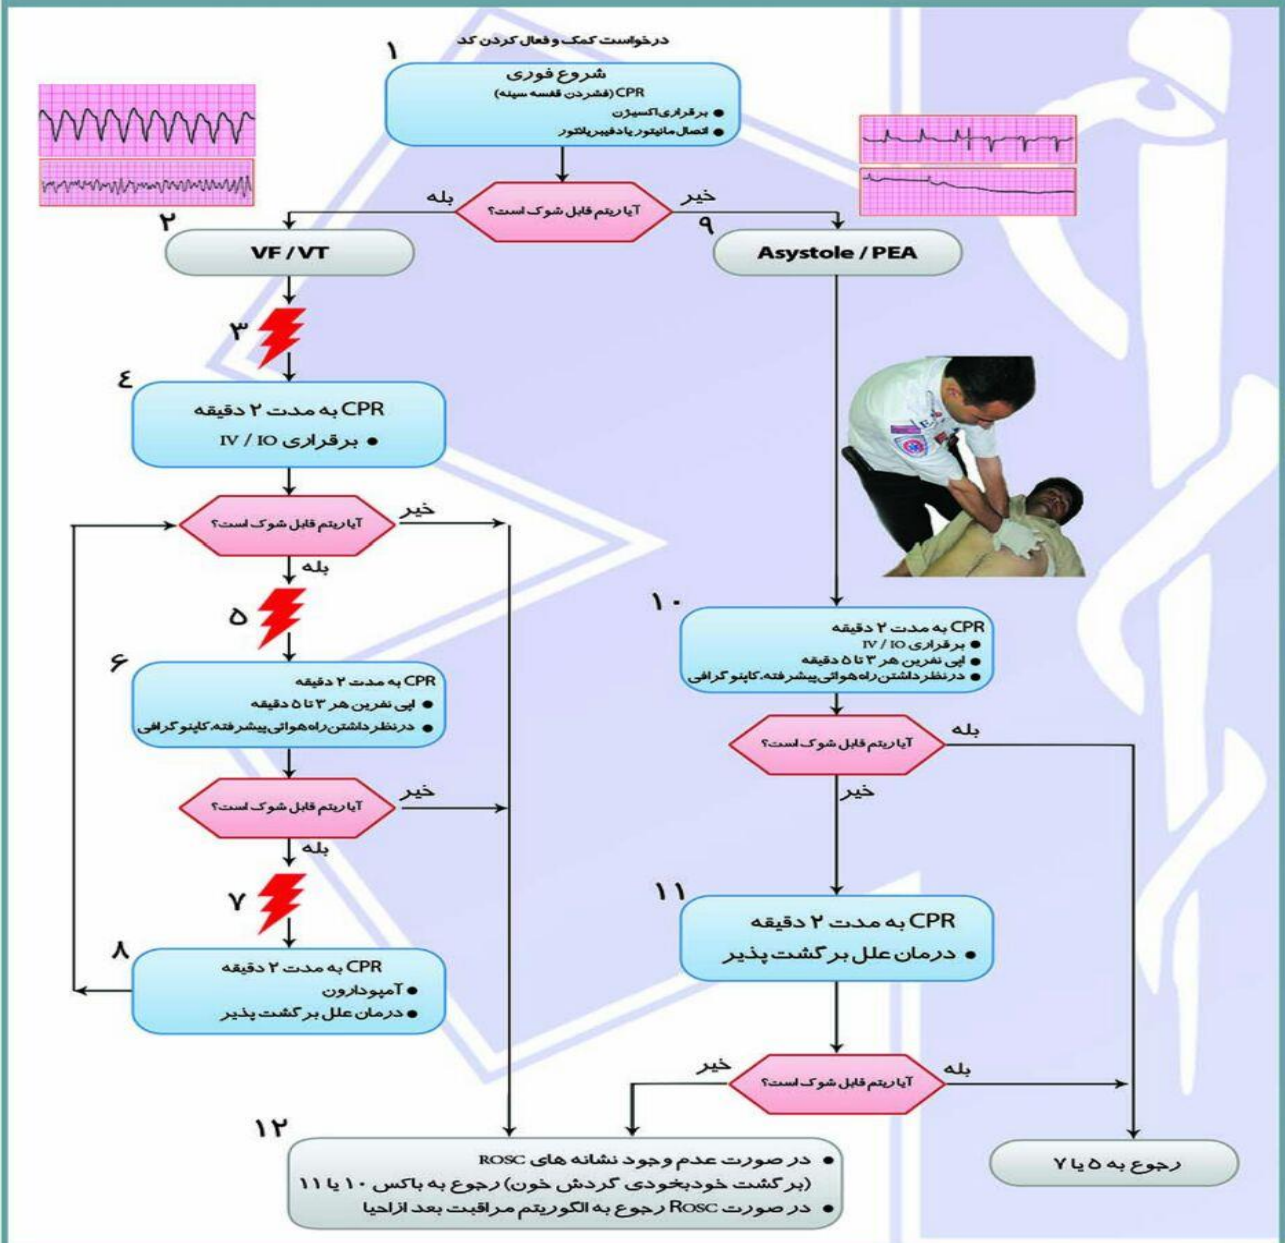 درخواست کمک و فعال کردن کد
۱
شروع فوری
CPR (فشردن قفسه سینه)
• برقراری اکسیژن
• اتصال مانیتور یا دفیبریلاتور
آیا ریتم قابل شوک است؟
بله
خیر
۲
VF / VT
۹
Asystole / PEA
۳
۴
CPR به مدت ۲ دقیقه
• برقراری IV / IO
آیا ریتم قابل شوک است؟
خیر
بله
۵
۶
CPR به مدت ۲ دقیقه
• اپی نفرین هر ۳ تا ۵ دقیقه
• درنظر داشتن راه هوائی پیشرفته، کاپنوگرافی
آیا ریتم قابل شوک است؟
خیر
بله
۷
۸
CPR به مدت ۲ دقیقه
• آمیودارون
• درمان علل برگشت پذیر
۱۰
CPR به مدت ۲ دقیقه
• برقراری IV / IO
• اپی نفرین هر ۳ تا ۵ دقیقه
• درنظر داشتن راه هوائی پیشرفته، کاپنوگرافی
آیا ریتم قابل شوک است؟
بله
خیر
۱۱
CPR به مدت ۲ دقیقه
• درمان علل برگشت پذیر
آیا ریتم قابل شوک است؟
خیر
بله
۱۲
• در صورت عدم وجود نشانه های ROSC
(برگشت خودبخودی گردش خون) رجوع به باکس ۱۰ یا ۱۱
• در صورت ROSC رجوع به الگوریتم مراقبت بعد از احیا
رجوع به ۵ یا ۷